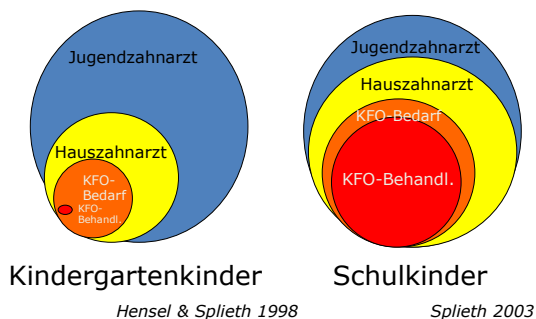 Jugendzahnarzt
Hauszahnarzt
KFO-
Bedarf
KFO-
Behandl.
Kindergartenkinder
Hensel & Splieth 1998
Jugendzahnarzt
Hauszahnarzt
KFO-Bedarf
KFO-Behandl.
Schulkinder
Splieth 2003